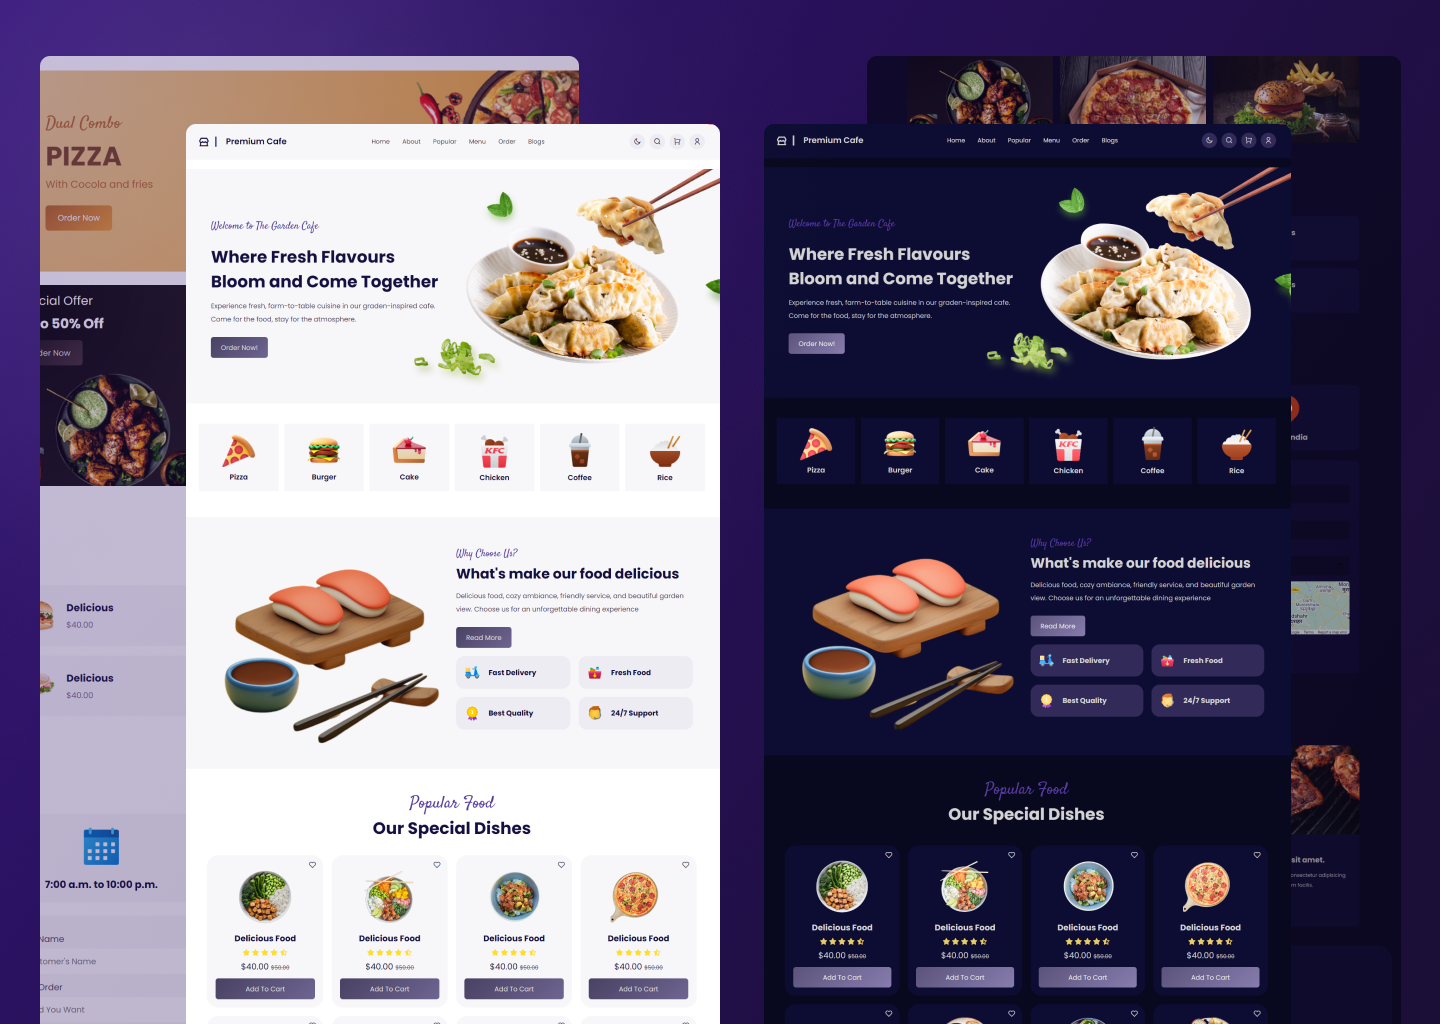 Dual Combo
PIZZA
With Cocola and fries
Order Now
cial Offer
o 50% Off
der Now
Delicious
$40.00
Delicious
$40.00
7:00 a.m. to 10:00 p.m.
Name
tomer's Name
Order
d You Want
Premium Cafe
Home About Popular Menu Order Blogs
Welcome to The Garden Cafe
Where Fresh Flavours
Bloom and Come Together
Experience fresh, farm-to-table cuisine in our graden-inspired cafe.
Come for the food, stay for the atmosphere.
Order Now!
KFC
Pizza Burger Cake Chicken Coffee Rice
Why Choose Us?
What's make our food delicious
Delicious food, cozy ambiance, friendly service, and beautiful garden
view. Choose us for an unforgettable dining experience
Read More
Fast Delivery Fresh Food
Best Quality 24/7 Support
Popular Food
Our Special Dishes
Delicious Food Delicious Food Delicious Food Delicious Food
$40.00 $50.00 $40.00 $50.00 $40.00 $50.00 $40.00 $50.00
Add To Cart Add To Cart Add To Cart Add To Cart
Premium Cafe
Home About Popular Menu Order Blogs
Welcome to The Garden Cafe
Where Fresh Flavours
Bloom and Come Together
Experience fresh, farm-to-table cuisine in our graden-inspired cafe.
Come for the food, stay for the atmosphere.
Order Now!
KFC
Pizza Burger Cake Chicken Coffee Rice
Why Choose Us?
What's make our food delicious
Delicious food, cozy ambiance, friendly service, and beautiful garden
view. Choose us for an unforgettable dining experience
Read More
Fast Delivery Fresh Food
Best Quality 24/7 Support
Popular Food
Our Special Dishes
Delicious Food Delicious Food Delicious Food Delicious Food
$40.00 $50.00 $40.00 $50.00 $40.00 $50.00 $40.00 $50.00
Add To Cart Add To Cart Add To Cart Add To Cart
s
s
ndia
sit amet.
onsectetur adipisicing
m facilis.